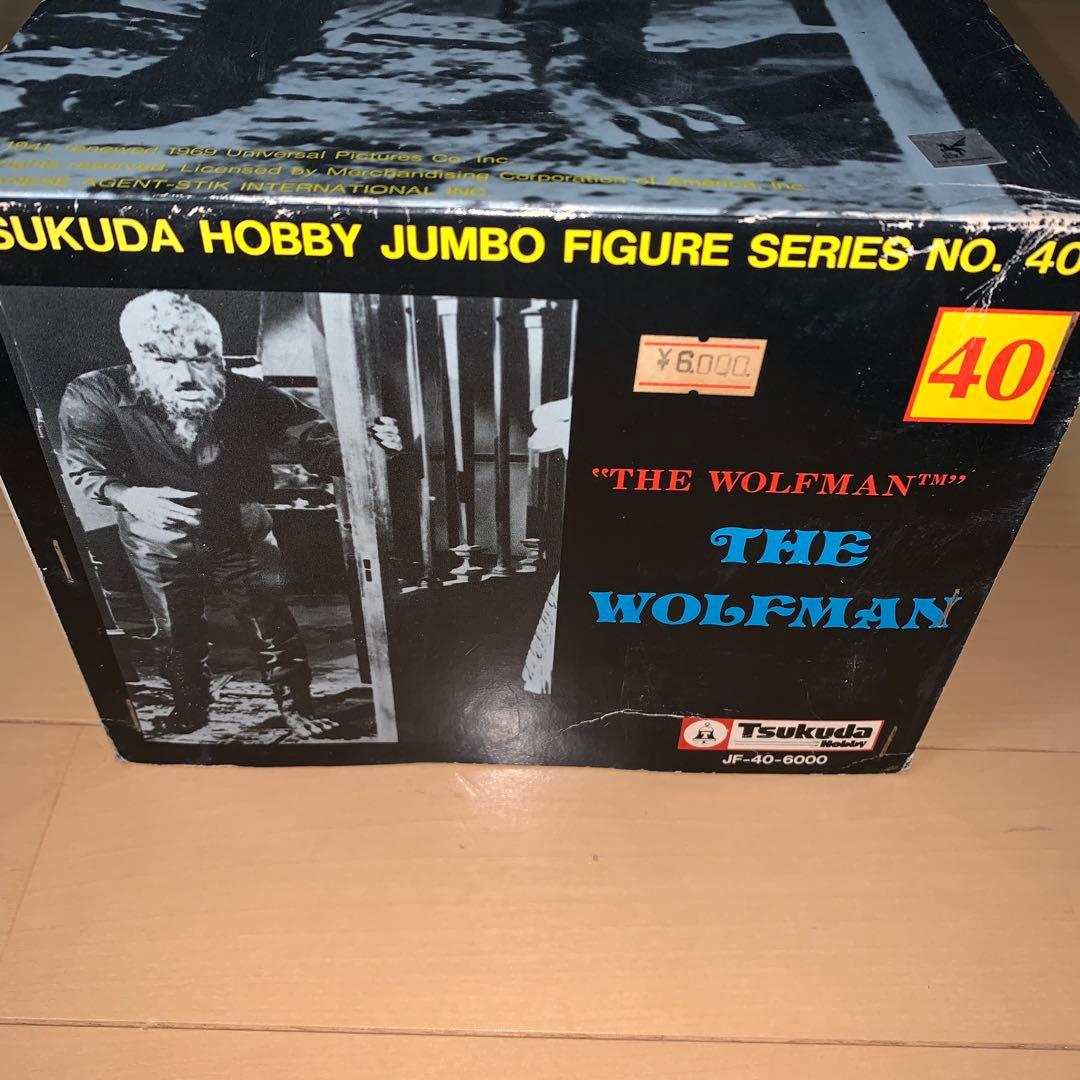 1941, renewed 1969 Universal Pictures Co. Inc.
rights reserved. Licensed by Merchandising Corporation of America, Inc.
ANESE AGENT-STIK INTERNATIONAL INC.
SUKUDA HOBBY JUMBO FIGURE SERIES NO. 40
¥6.000.
40
“THE WOLFMAN™”
THE
WOLFMAN
Tsukuda
Hobby
JF-40-6000